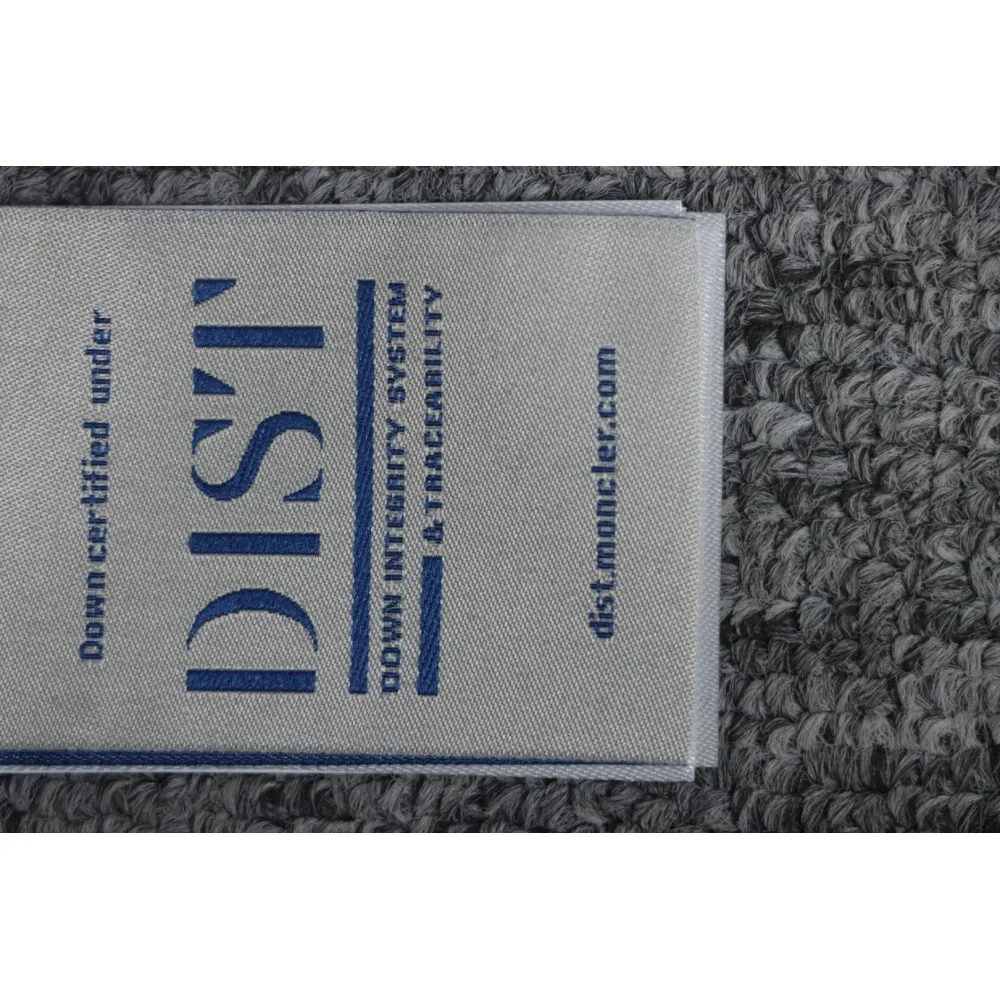 Down certified under
DIST
DOWN INTEGRITY SYSTEM
& TRACEABILITY
dist.moncler.com